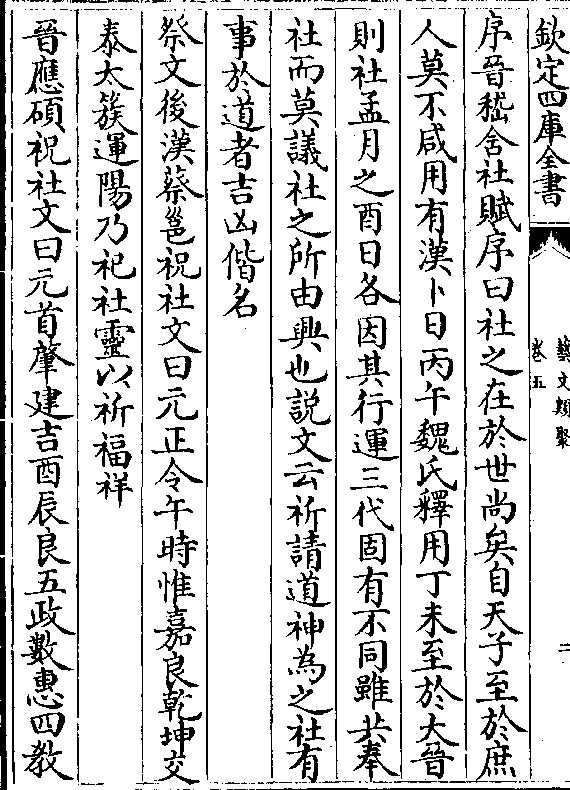 欽定四庫全書
藝文類聚
卷五
二
序晉嵇含社賦序曰社之在於世尚矣自天子至於庶
人莫不咸用有漢卜日丙午魏氏釋用丁未至於大晉
則社孟月之酉日各因其行運三代固有不同雖共奉
社而莫議社之所由興也説文云祈請道神為之社有
事於道者吉凶偕名
祭文後漢蔡邕祝社文曰元正令午時惟嘉良乾坤交
泰太簇運陽乃祀社靈以祈福祥
晉應碩祝社文曰元首肇建吉酉辰良五政敷惠四教